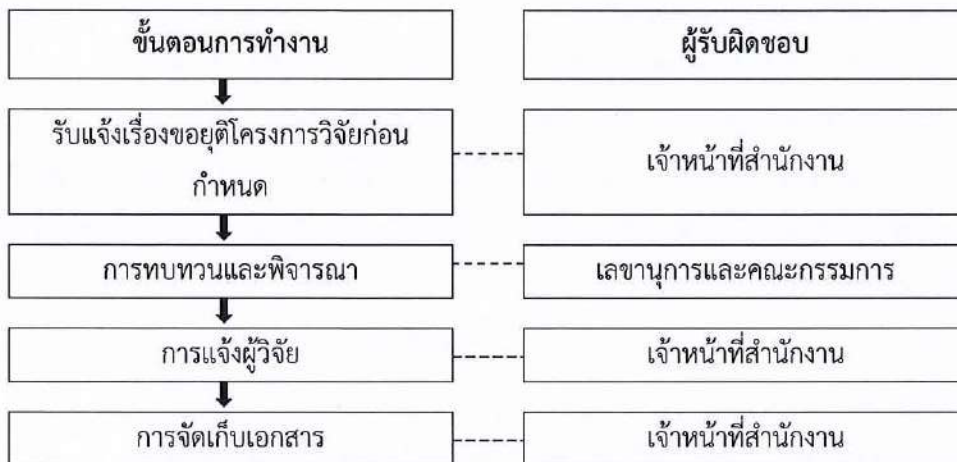 ขั้นตอนการทำงาน
ผู้รับผิดชอบ
รับแจ้งเรื่องขอยุติโครงการวิจัยก่อน
กำหนด
เจ้าหน้าที่สำนักงาน
การทบทวนและพิจารณา
เลขานุการและคณะกรรมการ
การแจ้งผู้วิจัย
เจ้าหน้าที่สำนักงาน
การจัดเก็บเอกสาร
เจ้าหน้าที่สำนักงาน